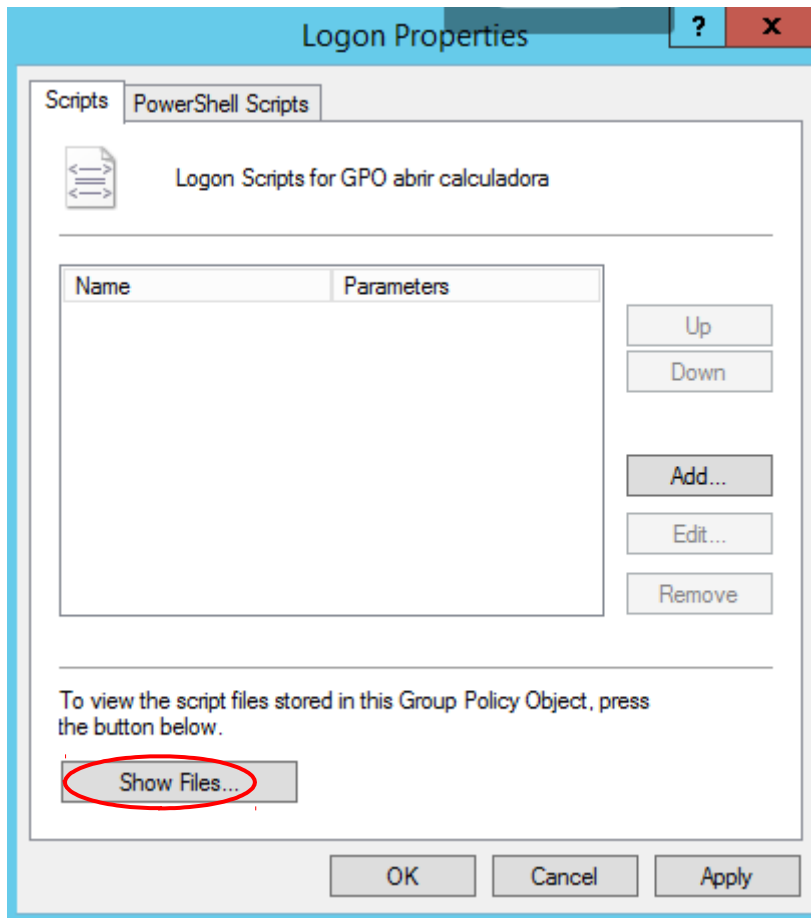 Logon Properties
? x
Scripts PowerShell Scripts
Logon Scripts for GPO abrir calculadora
Name Parameters
Up
Down
Add...
Edit...
Remove
To view the script files stored in this Group Policy Object, press
the button below.
Show Files...
OK Cancel Apply